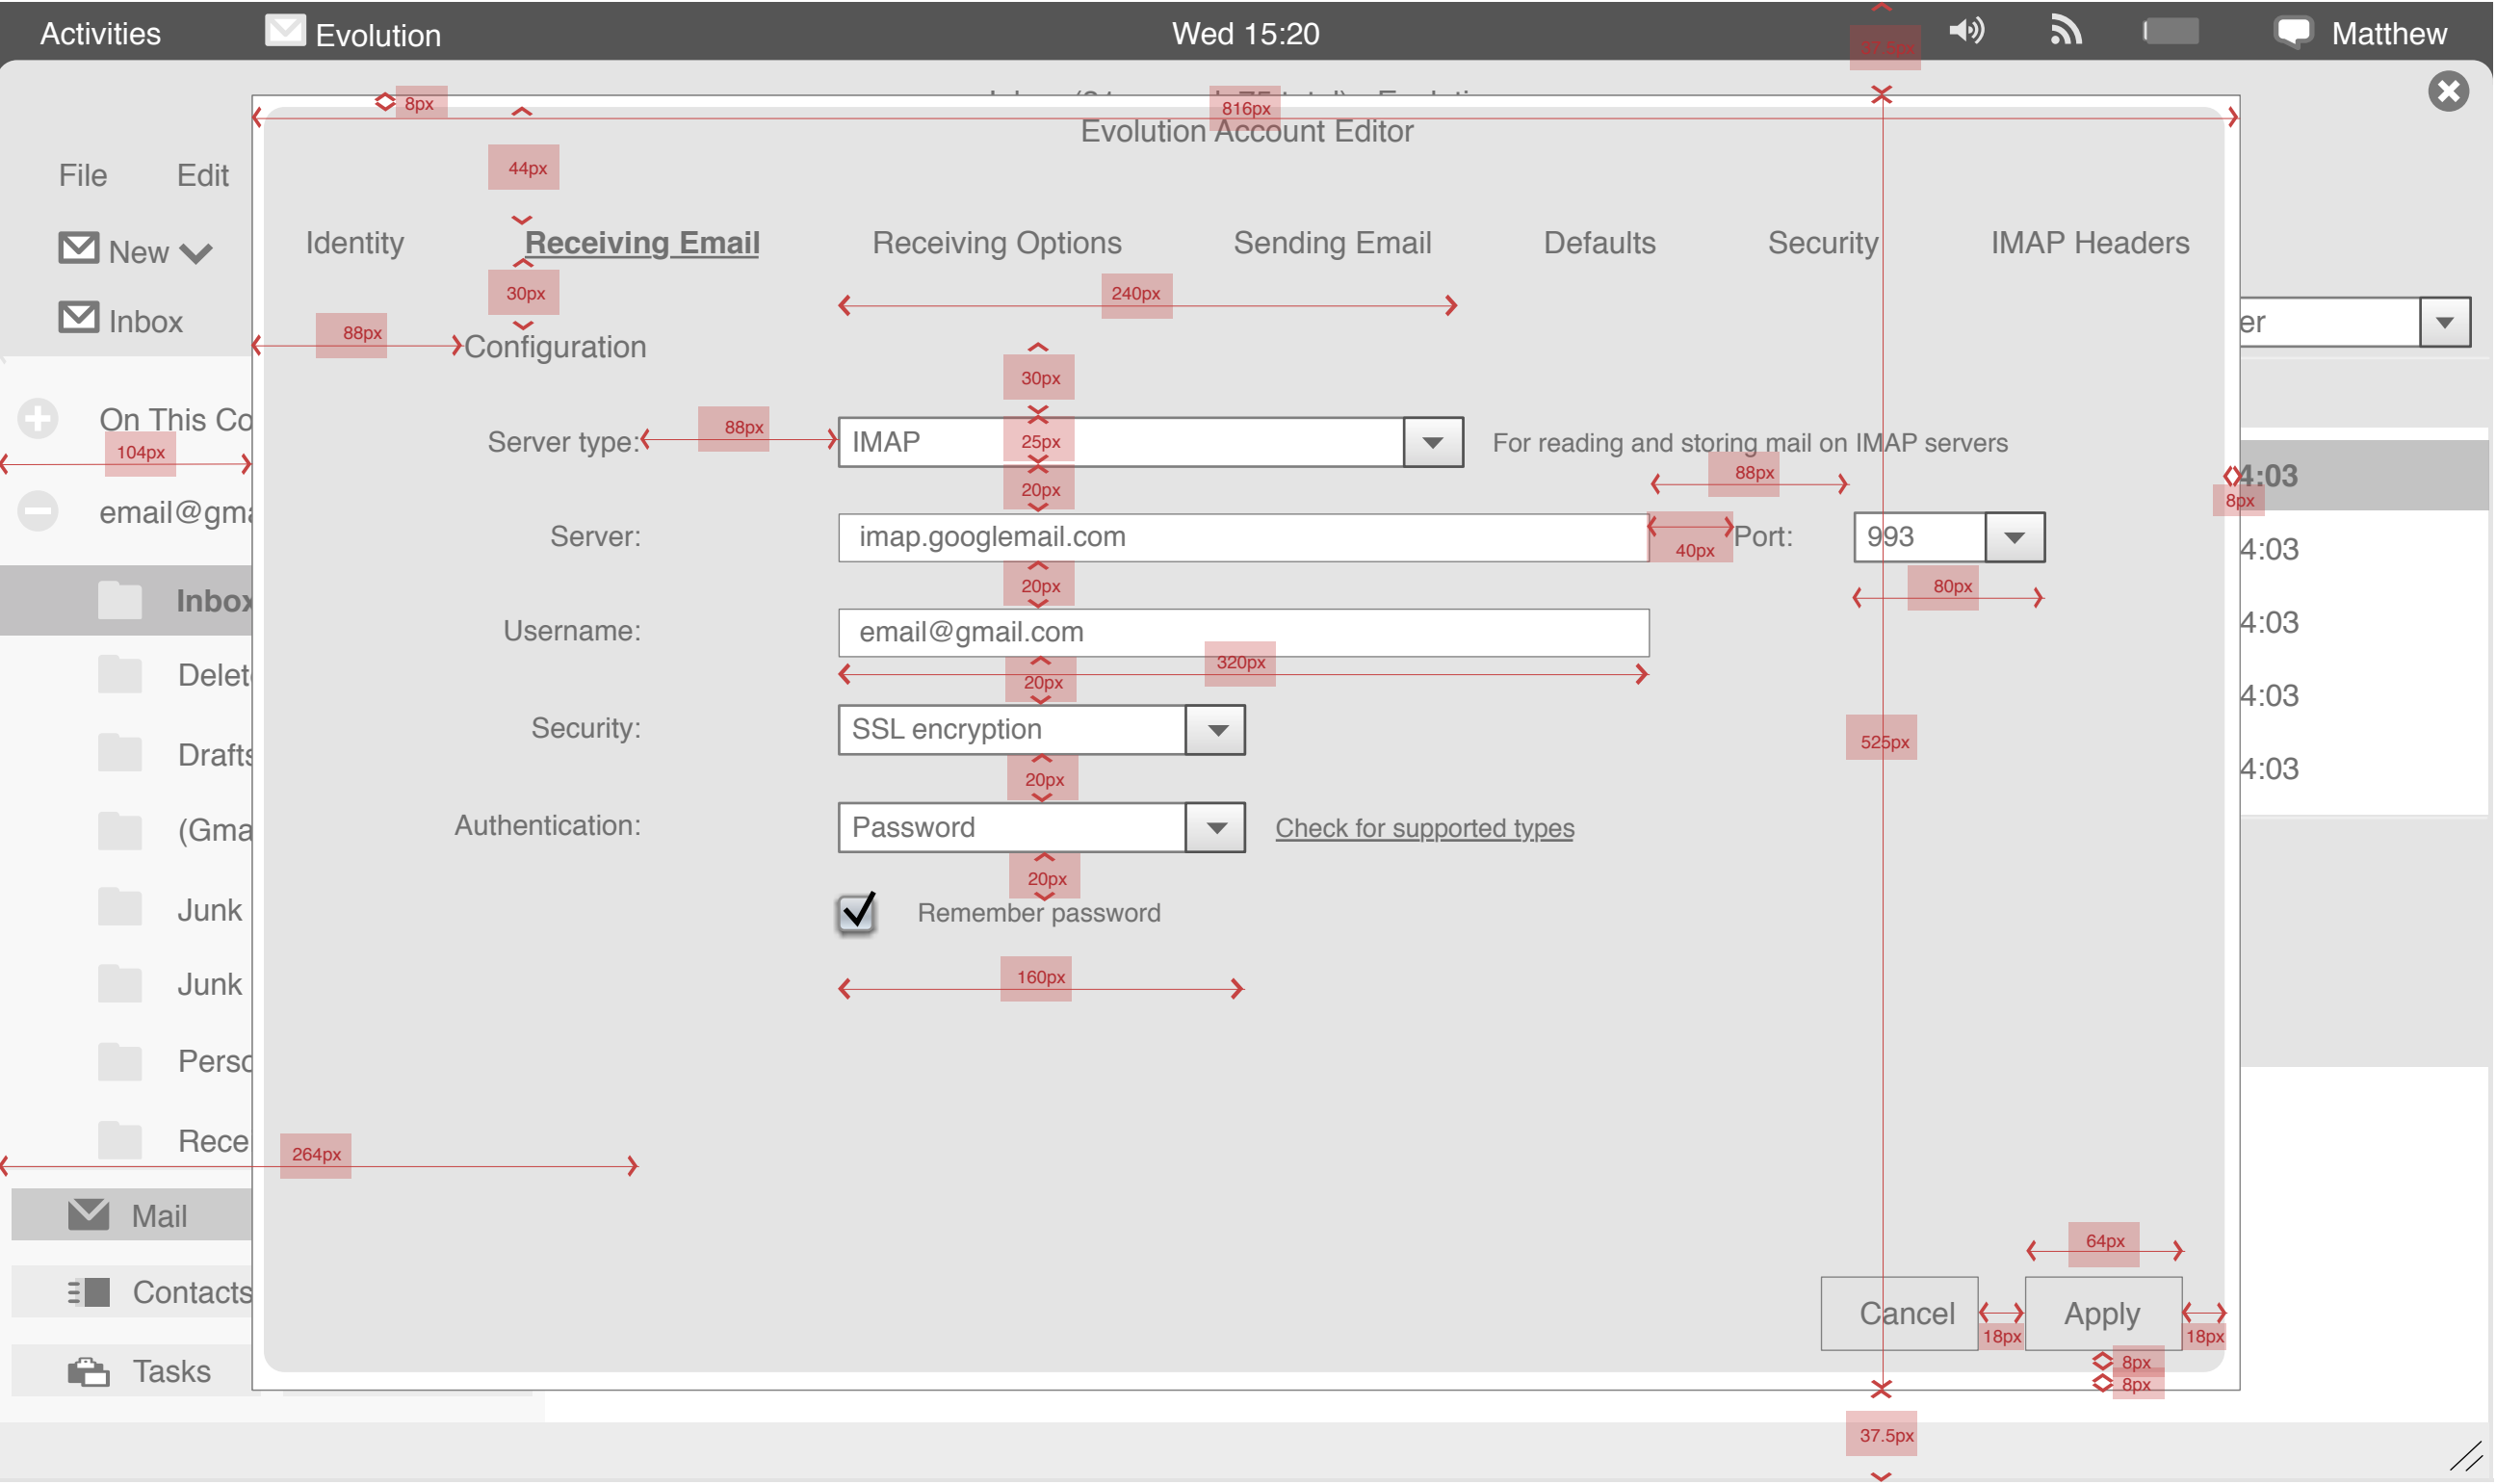 Activities
Evolution
Wed 15:20
37.5px
Matthew
8px
816px
Evolution Account Editor
44px
File
Edit
Identity
Receiving Email
Receiving Options
Sending Email
Defaults
Security
IMAP Headers
New
30px
240px
Inbox
88px
Configuration
er
30px
On This Co
104px
Server type:
88px
IMAP
25px
For reading and storing mail on IMAP servers
20px
88px
4:03
8px
email@gma
Server:
imap.googlemail.com
40px
Port:
993
4:03
20px
80px
Inbox
Username:
email@gmail.com
4:03
320px
20px
Delet
4:03
Security:
SSL encryption
525px
Drafts
20px
4:03
(Gma
Authentication:
Password
Check for supported types
20px
Junk
Remember password
160px
Junk
Perso
Rece
264px
Mail
64px
Contacts
Cancel
18px
Apply
18px
Tasks
8px
8px
37.5px